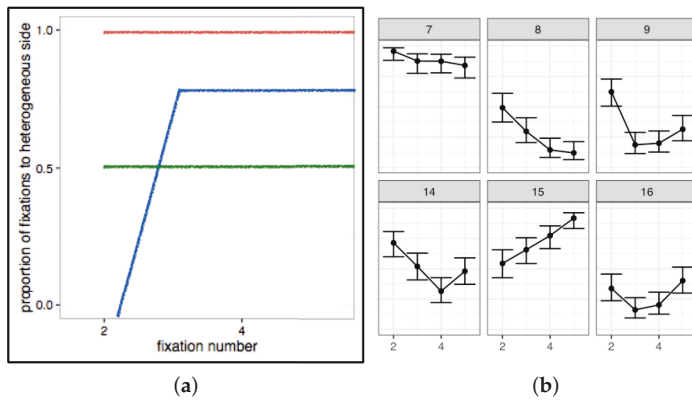 proportion of fixations to heterogeneous side
1.0
0.5
0.0
2 4
fixation number
(a)
7 8 9
14 15 16
2 4 2 4 2 4
(b)